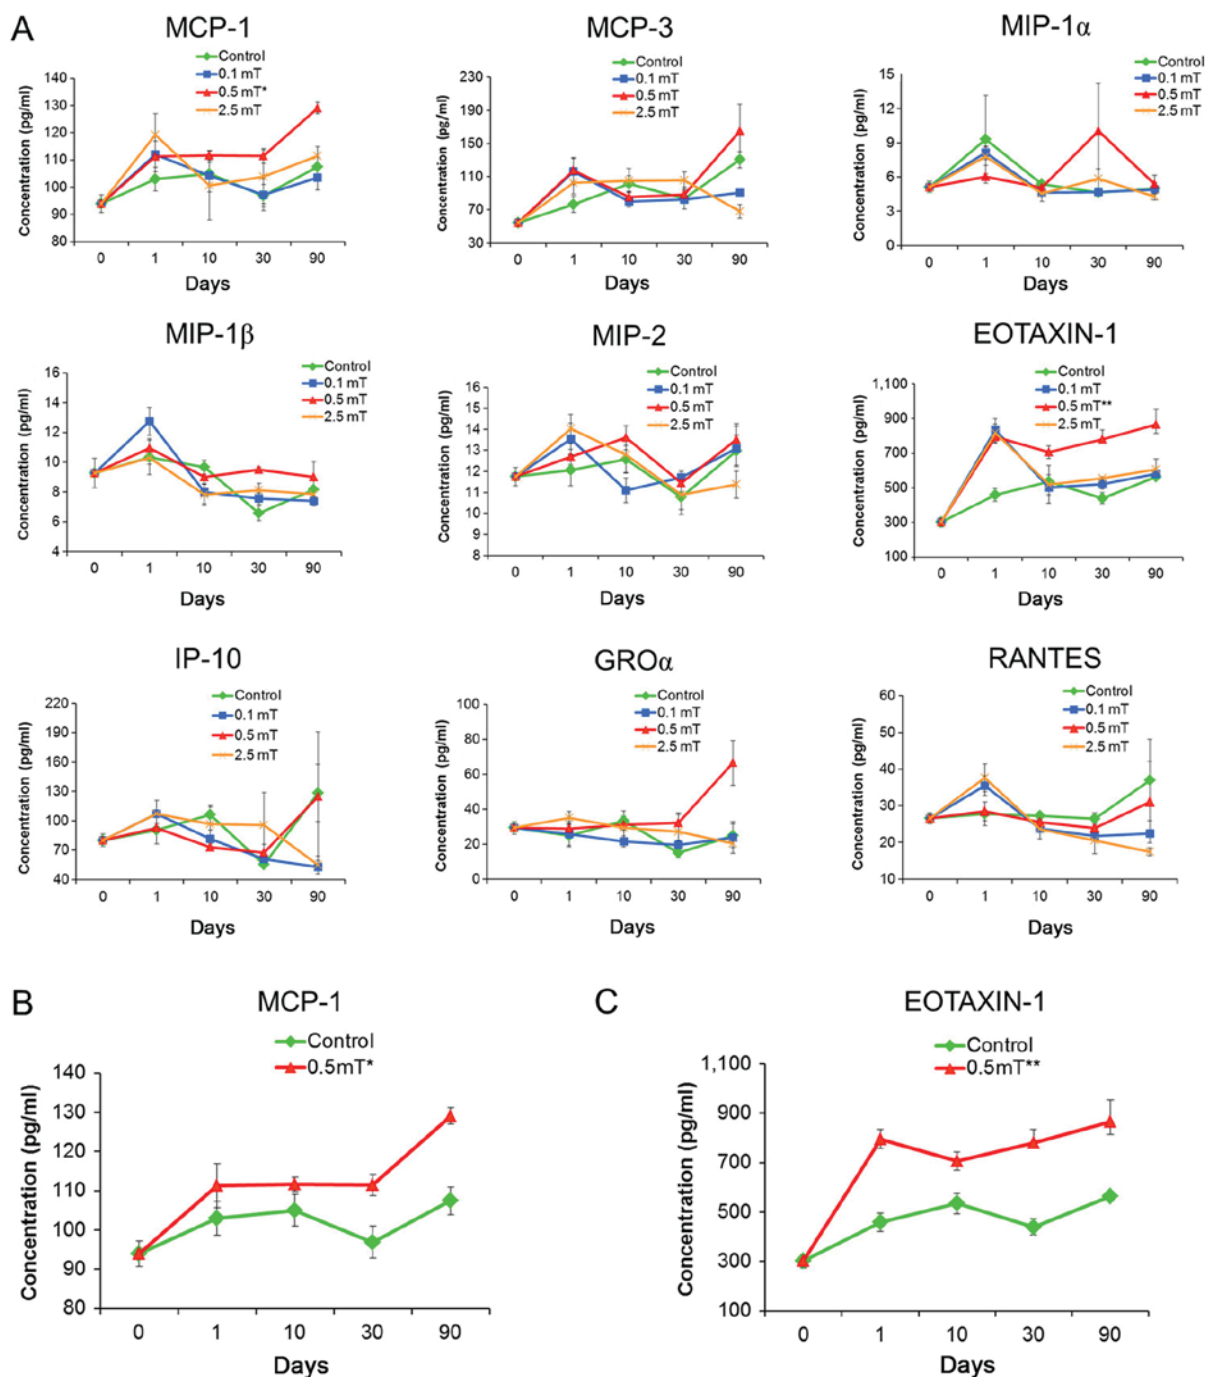 A
MCP-1
Control
0.1 mT
0.5 mT*
2.5 mT
Concentration (pg/ml)
140
130
120
110
100
90
80
0 1 10 30 90
Days
MCP-3
Control
0.1 mT
0.5 mT
2.5 mT
Concentration (pg/ml)
230
190
150
110
70
30
0 1 10 30 90
Days
MIP-1α
Control
0.1 mT
0.5 mT
2.5 mT
Concentration (pg/ml)
15
12
9
6
3
0
0 1 10 30 90
Days
MIP-1β
Control
0.1 mT
0.5 mT
2.5 mT
Concentration (pg/ml)
16
14
12
10
8
6
4
0 1 10 30 90
Days
MIP-2
Control
0.1 mT
0.5 mT
2.5 mT
Concentration (pg/ml)
16
15
14
13
12
11
10
9
8
0 1 10 30 90
Days
EOTAXIN-1
Control
0.1 mT
0.5 mT**
2.5 mT
Concentration (pg/ml)
1,100
900
700
500
300
100
0 1 10 30 90
Days
IP-10
Control
0.1 mT
0.5 mT
2.5 mT
Concentration (pg/ml)
220
190
160
130
100
70
40
0 1 10 30 90
Days
GROα
Control
0.1 mT
0.5 mT
2.5 mT
Concentration (pg/ml)
100
80
60
40
20
0
0 1 10 30 90
Days
RANTES
Control
0.1 mT
0.5 mT
2.5 mT
Concentration (pg/ml)
60
50
40
30
20
10
0 1 10 30 90
Days
B
MCP-1
Control
0.5mT*
Concentration (pg/ml)
140
130
120
110
100
90
80
0 1 10 30 90
Days
C
EOTAXIN-1
Control
0.5mT**
Concentration (pg/ml)
1,100
900
700
500
300
100
0 1 10 30 90
Days